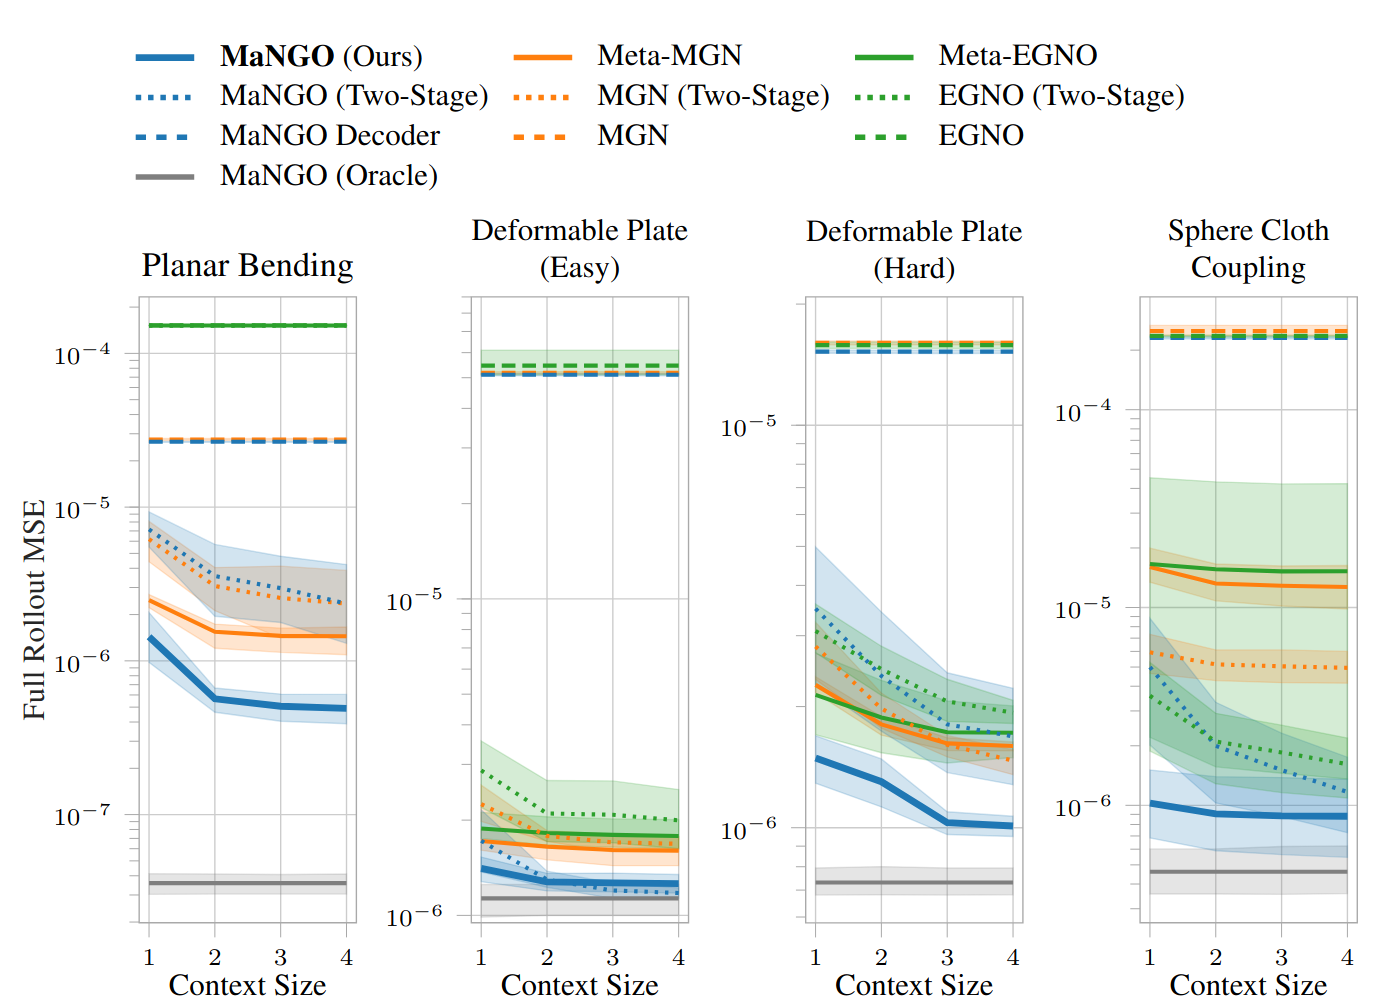 MaNGO (Ours) Meta-MGN Meta-EGNO
MaNGO (Two-Stage) MGN (Two-Stage) EGNO (Two-Stage)
MaNGO Decoder MGN EGNO
MaNGO (Oracle)
Planar Bending
Deformable Plate
(Easy)
Deformable Plate
(Hard)
Sphere Cloth
Coupling
Full Rollout MSE
10⁻⁴
10⁻⁵
10⁻⁶
10⁻⁷
1 2 3 4
Context Size
10⁻⁵
10⁻⁶
1 2 3 4
Context Size
10⁻⁵
10⁻⁶
1 2 3 4
Context Size
10⁻⁴
10⁻⁵
10⁻⁶
1 2 3 4
Context Size